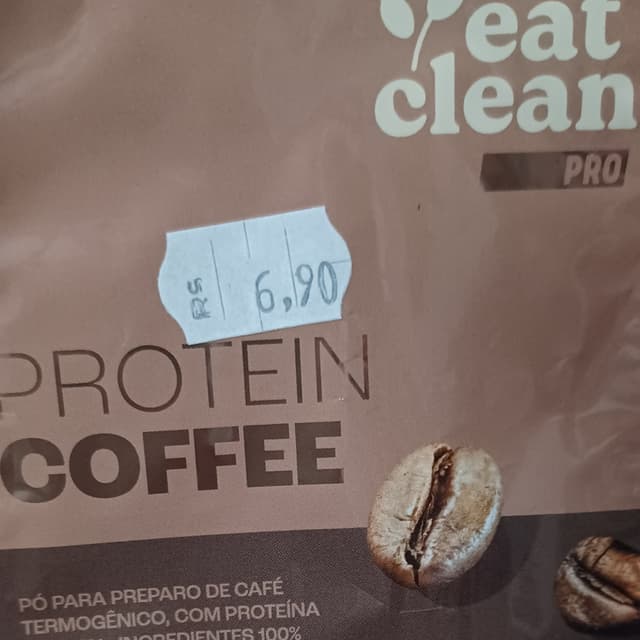 eat
clean
PRO
R$ 6,90
PROTEIN
COFFEE
PÓ PARA PREPARO DE CAFÉ
TERMOGÊNICO, COM PROTEÍNA
INGREDIENTES 100%